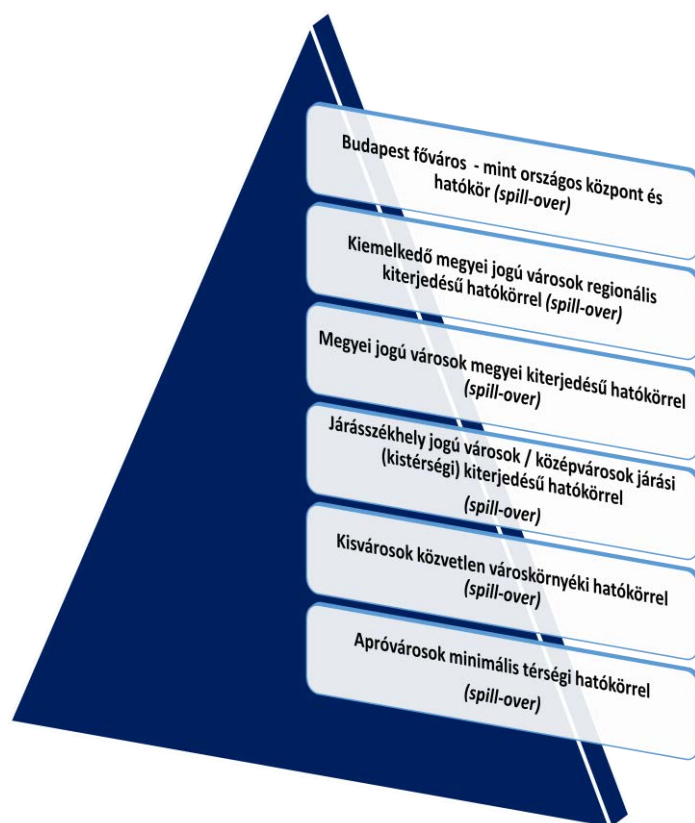 Budapest főváros - mint országos központ és
hatókör (spill-over)
Kiemelkedő megyei jogú városok regionális
kiterjedésű hatókörrel (spill-over)
Megyei jogú városok megyei kiterjedésű hatókörrel
(spill-over)
Járásszékhely jogú városok / középvárosok járási
(kistérségi) kiterjedésű hatókörrel
(spill-over)
Kisvárosok közvetlen városkörnyéki hatókörrel
(spill-over)
Apróvárosok minimális térségi hatókörrel
(spill-over)